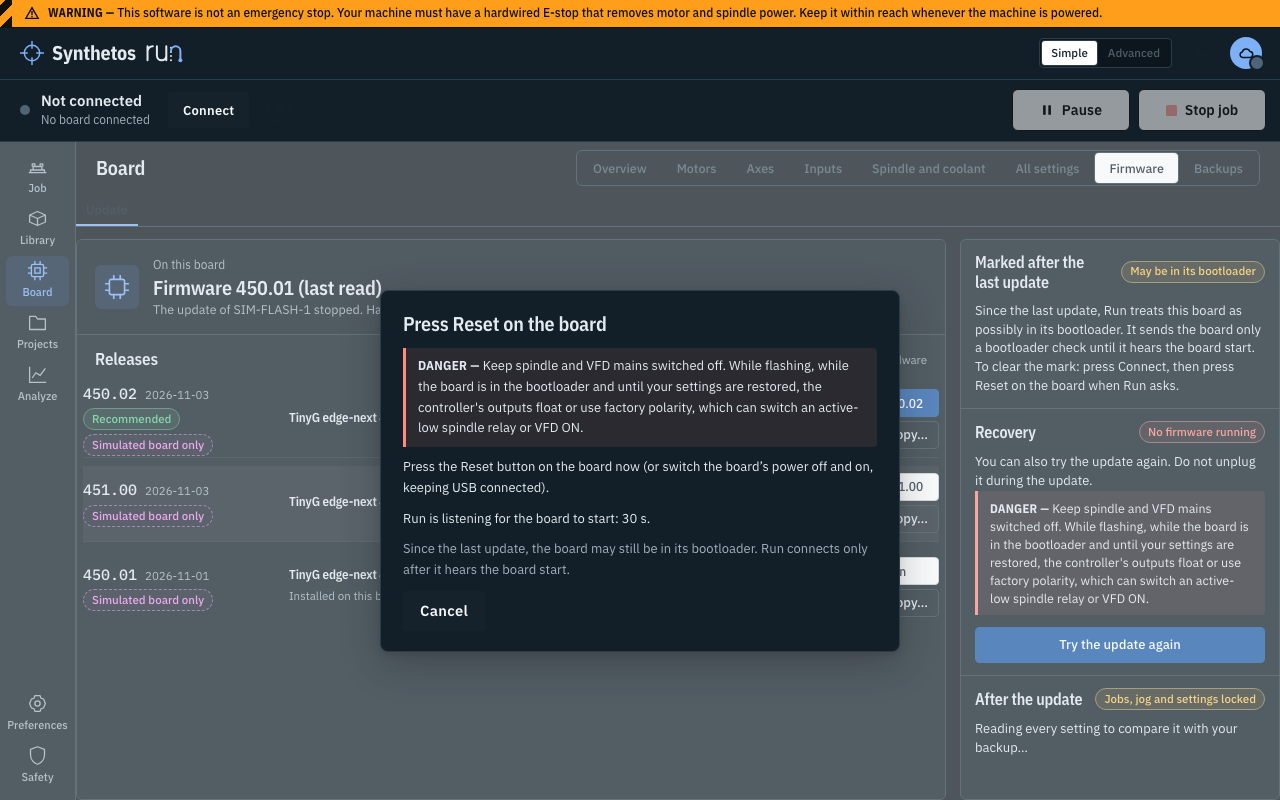 WARNING — This software is not an emergency stop. Your machine must have a hardwired E-stop that removes motor and spindle power. Keep it within reach whenever the machine is powered.
Synthetos run
Simple Advanced
Not connected
No board connected
Connect
Pause
Stop job
Job
Library
Board
Projects
Analyze
Preferences
Safety
Board
Overview Motors Axes Inputs Spindle and coolant All settings Firmware Backups
Update
On this board
Firmware 450.01 (last read)
The update of SIM-FLASH-1 stopped.
Releases
450.02 2026-11-03
Recommended
Simulated board only
TinyG edge-next
451.00 2026-11-03
Simulated board only
TinyG edge-next
450.01 2026-11-01
Simulated board only
TinyG edge-next
Installed on this
Press Reset on the board
DANGER — Keep spindle and VFD mains switched off. While flashing, while
the board is in the bootloader and until your settings are restored, the
controller's outputs float or use factory polarity, which can switch an active-
low spindle relay or VFD ON.
Press the Reset button on the board now (or switch the board’s power off and on,
keeping USB connected).
Run is listening for the board to start: 30 s.
Since the last update, the board may still be in its bootloader. Run connects only
after it hears the board start.
Cancel
Marked after the
last update
May be in its bootloader
Since the last update, Run treats this board as
possibly in its bootloader. It sends the board only
a bootloader check until it hears the board start.
To clear the mark: press Connect, then press
Reset on the board when Run asks.
Recovery
No firmware running
You can also try the update again. Do not unplug
it during the update.
DANGER — Keep spindle and VFD mains
switched off. While flashing, while the board is
in the bootloader and until your settings are
restored, the controller's outputs float or use
factory polarity, which can switch an active-
low spindle relay or VFD ON.
Try the update again
After the update
Jobs, jog and settings locked
Reading every setting to compare it with your
backup...